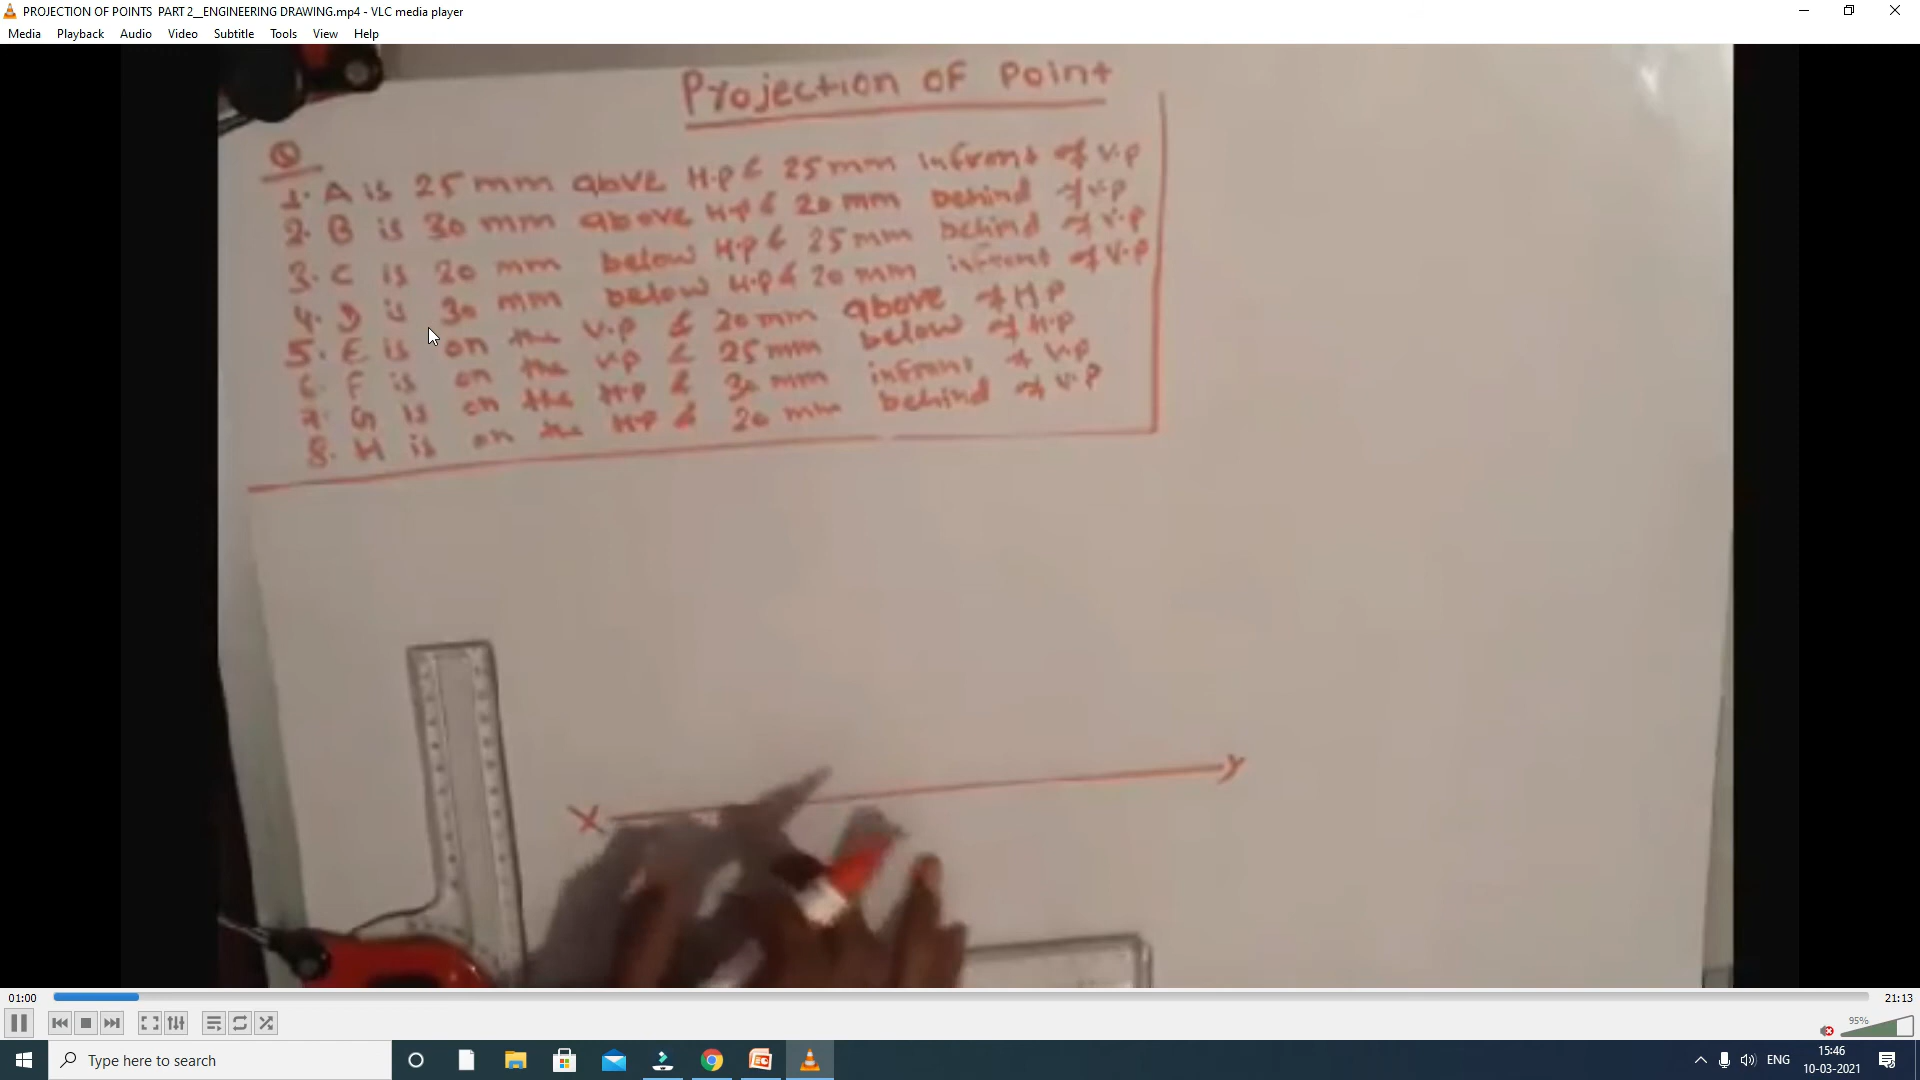 PROJECTION OF POINTS PART 2__ENGINEERING DRAWING.mp4 - VLC media player
Media Playback Audio Video Subtitle Tools View Help
Projection OF Point
Q
1. A is 25 mm abve H.P & 25 mm infront of V.P
2. B is 30 mm above H.P & 20 mm behind of V.P
3. C is 20 mm below H.P & 25 mm behind of V.P
4. D is 30 mm below H.P & 20 mm infront of V.P
5. E is on the V.P & 20 mm above of H P
6. F is on the V.P & 25 mm below of H.P
7. G is on the H.P & 30 mm infront of V.P
8. H is on the H.P & 20 mm behind of V.P
X Y
01:00 21:13
95%
Type here to search
ENG
15:46
10-03-2021